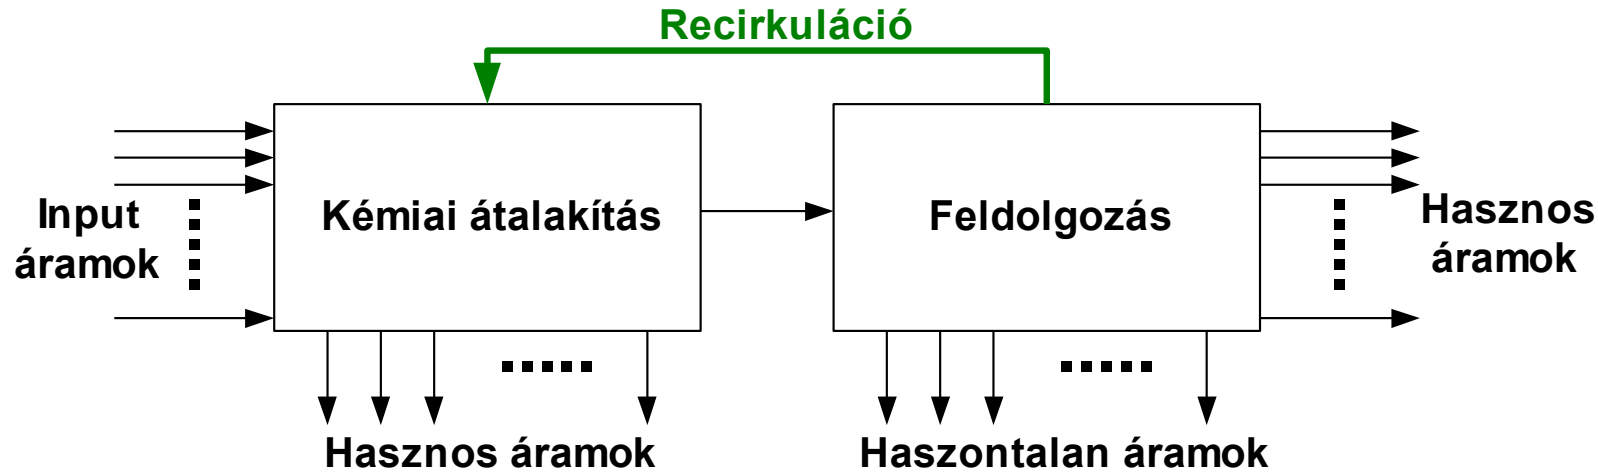 Recirkuláció
Input
áramok
Kémiai átalakítás
Feldolgozás
Hasznos
áramok
Hasznos áramok
Haszontalan áramok